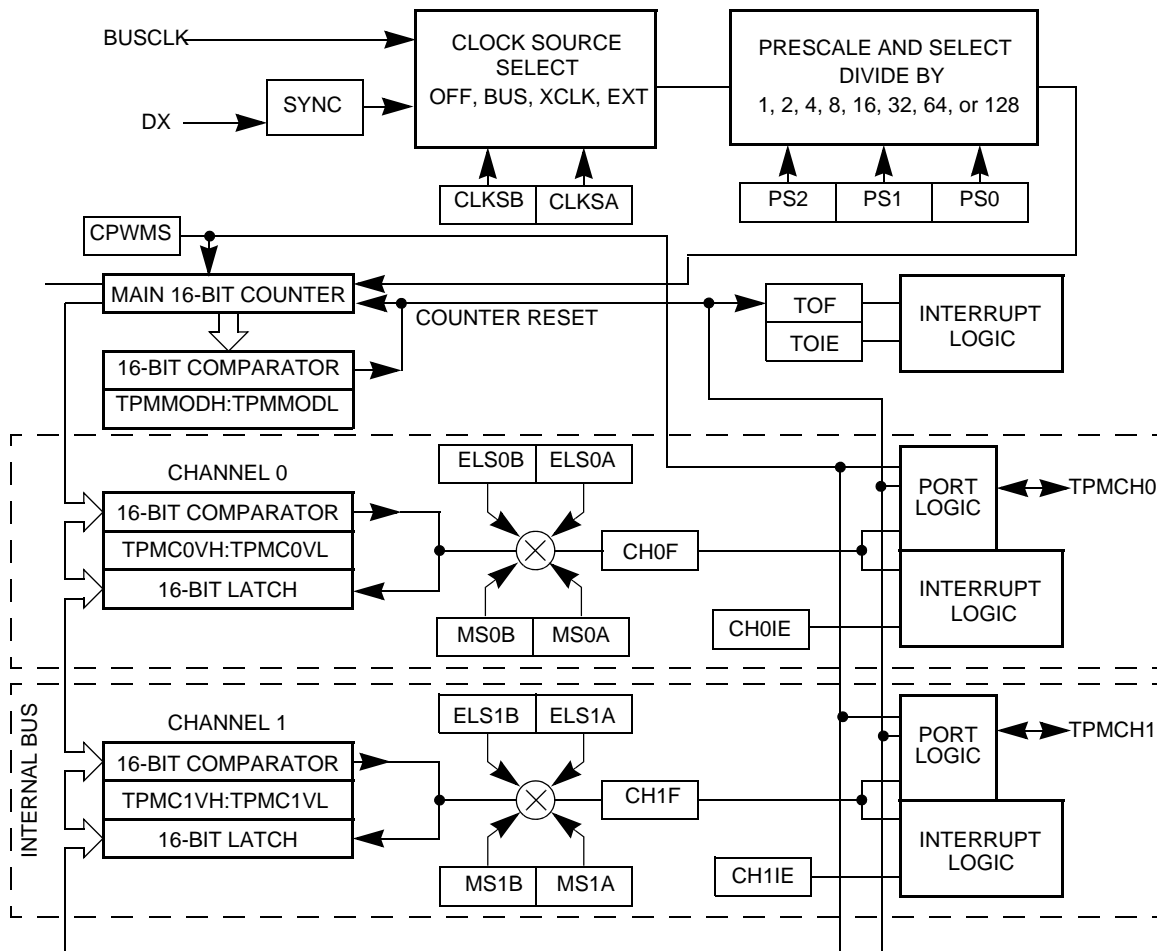 BUSCLK
CLOCK SOURCE
SELECT
OFF, BUS, XCLK, EXT
PRESCALE AND SELECT
DIVIDE BY
1, 2, 4, 8, 16, 32, 64, or 128
SYNC
DX
CLKSB
CLKSA
PS2
PS1
PS0
CPWMS
MAIN 16-BIT COUNTER
COUNTER RESET
TOF
TOIE
INTERRUPT
LOGIC
16-BIT COMPARATOR
TPMMODH:TPMMODL
CHANNEL 0
ELS0B
ELS0A
16-BIT COMPARATOR
TPMC0VH:TPMC0VL
16-BIT LATCH
CH0F
PORT
LOGIC
TPMCH0
INTERRUPT
LOGIC
MS0B
MS0A
CH0IE
INTERNAL BUS
CHANNEL 1
ELS1B
ELS1A
16-BIT COMPARATOR
TPMC1VH:TPMC1VL
16-BIT LATCH
CH1F
PORT
LOGIC
TPMCH1
INTERRUPT
LOGIC
MS1B
MS1A
CH1IE